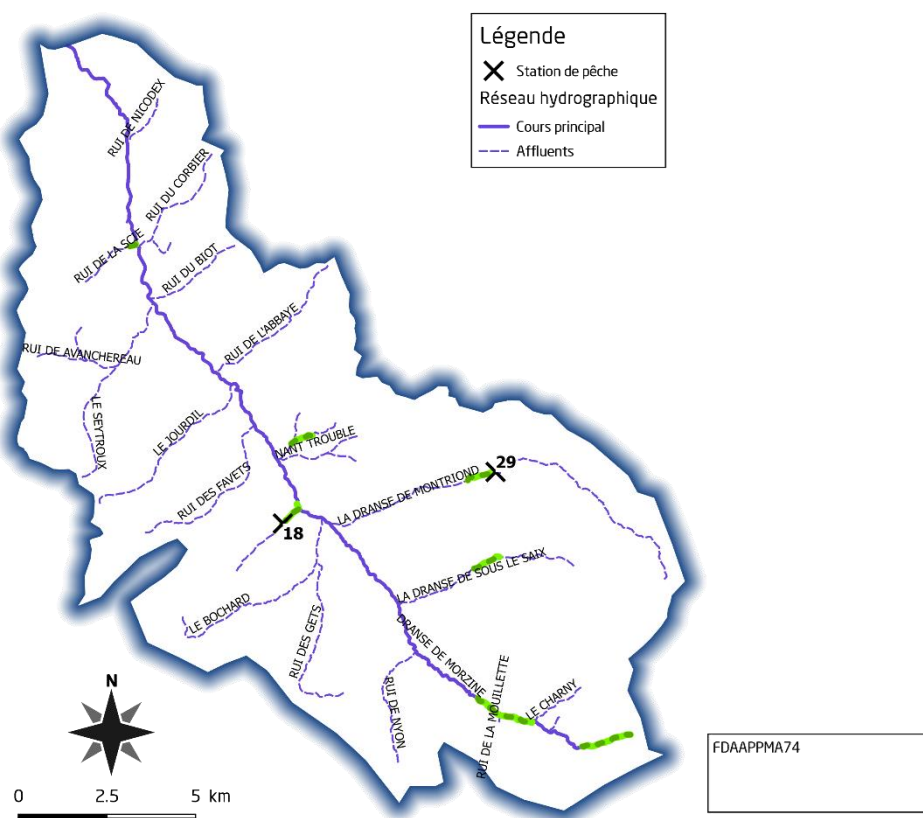 Légende
Station de pêche
Réseau hydrographique
Cours principal
Affluents
RUI DE NICODEX
RUI DU CORBIER
RUI DE LA SCIE
RUI DU BIOT
RUI DE L'ABBAYE
RUI DE AVANCHEREAU
LE SEYTROUX
LE JOURDIL
NANT TROUBLE
RUI DES FAVETS
29
LA DRANSE DE MONTRIOND
18
LA DRANSE DE SOUS LE SAIX
LE BOCHARD
RUI DES GETS
DRANSE DE MORZINE
RUI DE NYON
RUI DE LA MOUILLETTE
LE CHARNY
N
0 2.5 5 km
FDAAPPMA74